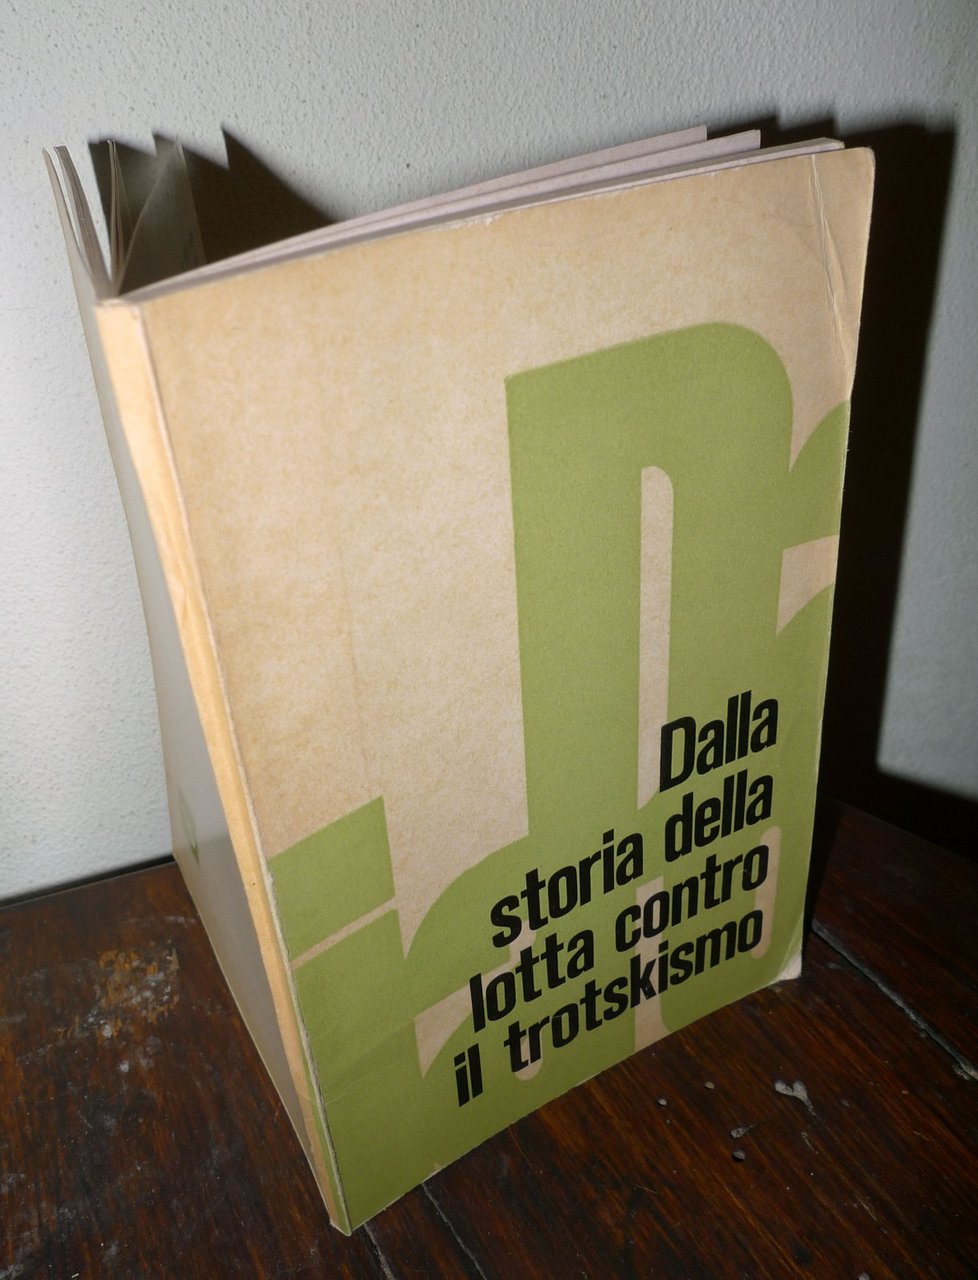 Dalla
storia della
lotta contro
il trotskismo